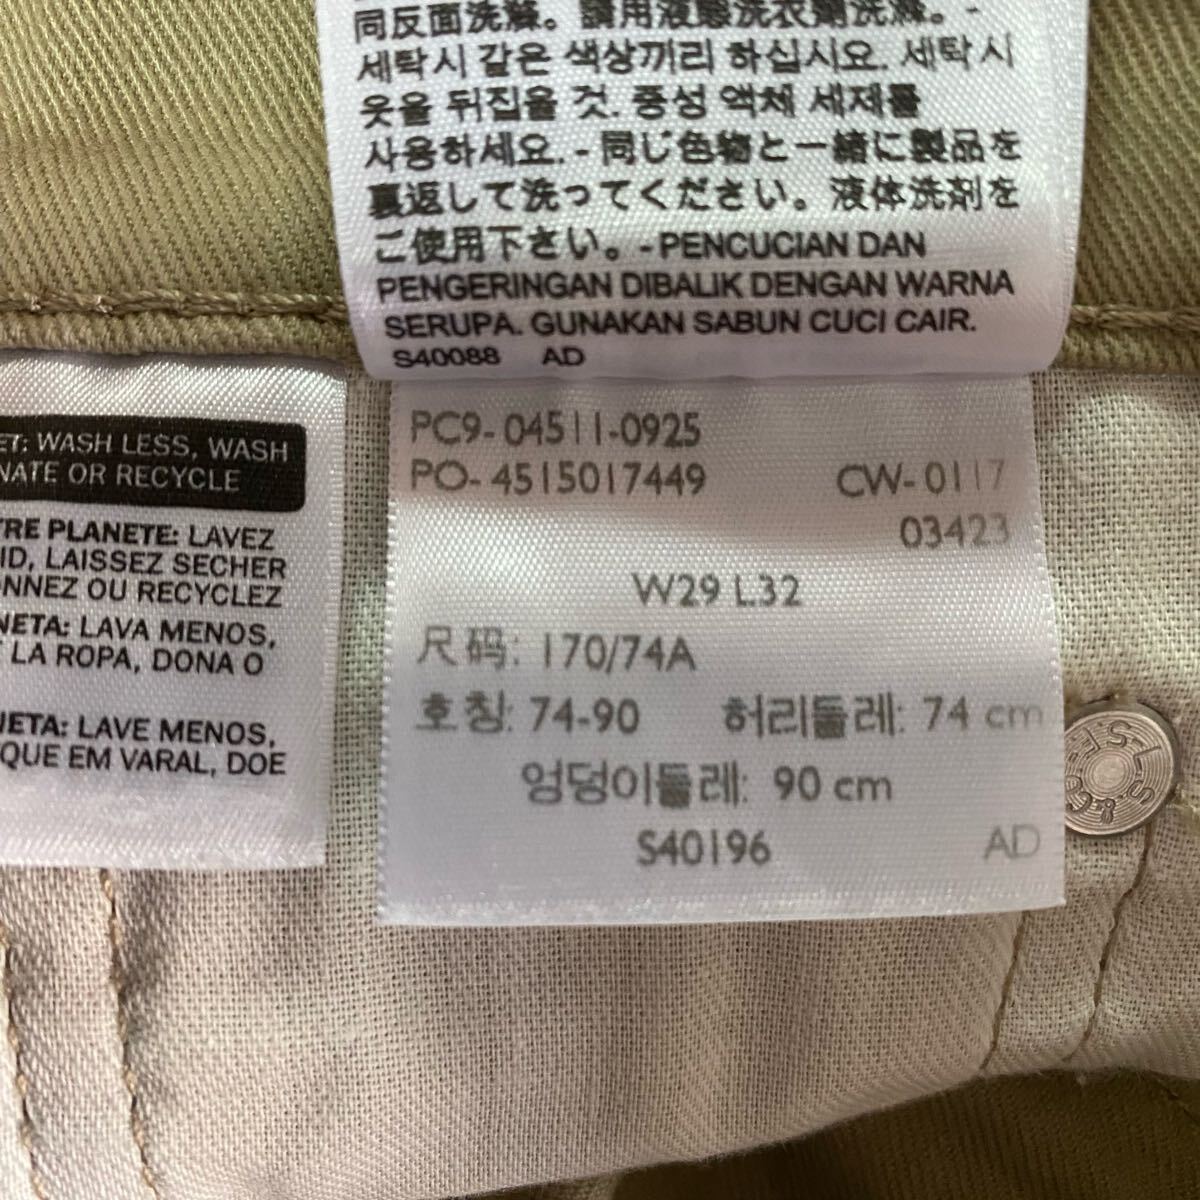 同反面洗滌。請用液態洗衣劑洗滌。-
세탁시 같은 색상끼리 하십시요. 세탁시
옷을 뒤집을 것. 중성 액체 세제를
사용하세요. - 同じ色物と一緒に製品を
裏返して洗ってください。液体洗剤を
ご使用下さい。-PENCUCIAN DAN
PENGERINGAN DIBALIK DENGAN WARNA
SERUPA. GUNAKAN SABUN CUCI CAIR.
S40088 AD
ET: WASH LESS, WASH
NATE OR RECYCLE
TRE PLANETE: LAVEZ
ID, LAISSEZ SECHER
ONNEZ OU RECYCLEZ
NETA: LAVA MENOS,
LA ROPA, DONA O
NETA: LAVE MENOS,
QUE EM VARAL, DOE
PC9-04511-0925
PO-4515017449 CW-0117
03423
W29 L32
尺码: 170/74A
호칭: 74-90 허리둘레: 74 cm
엉덩이둘레: 90 cm
S40196 AD